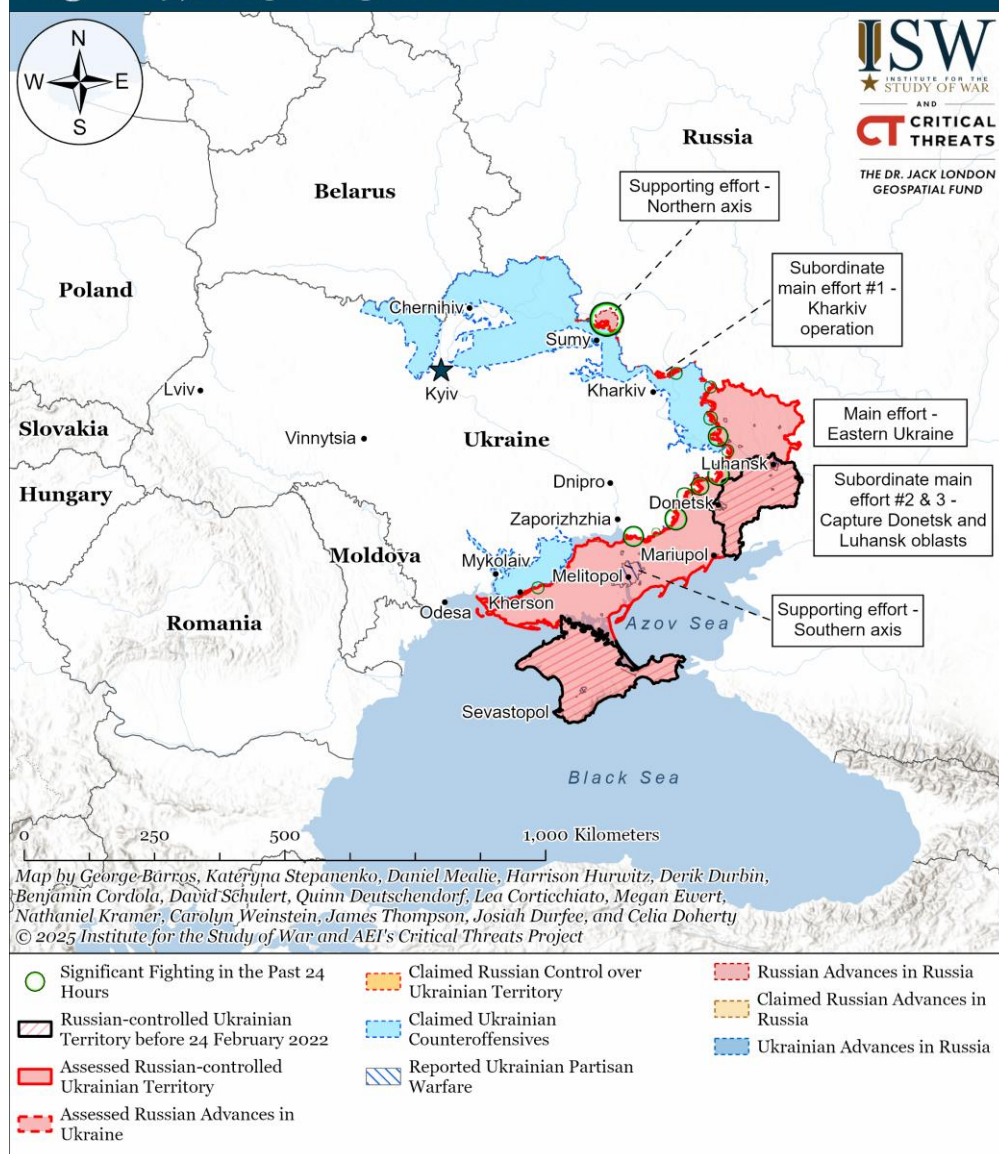 N
W E
S
ISW
INSTITUTE FOR THE
STUDY OF WAR
AND
CT CRITICAL
THREATS
THE DR. JACK LONDON
GEOSPATIAL FUND
Russia
Supporting effort -
Northern axis
Belarus
Subordinate
main effort #1 -
Kharkiv
operation
Poland
Chernihiv
Sumy
Kyiv
Lviv
Kharkiv
Slovakia
Vinnytsia
Ukraine
Main effort -
Eastern Ukraine
Luhansk
Hungary
Dnipro
Donetsk
Subordinate main
effort #2 & 3 -
Capture Donetsk and
Luhansk oblasts
Zaporizhzhia
Moldova
Mykolaiv
Mariupol
Melitopol
Kherson
Odesa
Romania
Azov Sea
Supporting effort -
Southern axis
Sevastopol
Black Sea
0 250 500 1,000 Kilometers
Map by George Barros, Kateryna Stepanenko, Daniel Mealie, Harrison Hurwitz, Derik Durbin,
Benjamin Cordola, David Schulert, Quinn Deutschendorf, Lea Corticchiato, Megan Ewert,
Nathaniel Kramer, Carolyn Weinstein, James Thompson, Josiah Durfee, and Celia Doherty
© 2025 Institute for the Study of War and AEI's Critical Threats Project
Significant Fighting in the Past 24
Hours
Russian-controlled Ukrainian
Territory before 24 February 2022
Assessed Russian-controlled
Ukrainian Territory
Assessed Russian Advances in
Ukraine
Claimed Russian Control over
Ukrainian Territory
Claimed Ukrainian
Counteroffensives
Reported Ukrainian Partisan
Warfare
Russian Advances in Russia
Claimed Russian Advances in
Russia
Ukrainian Advances in Russia